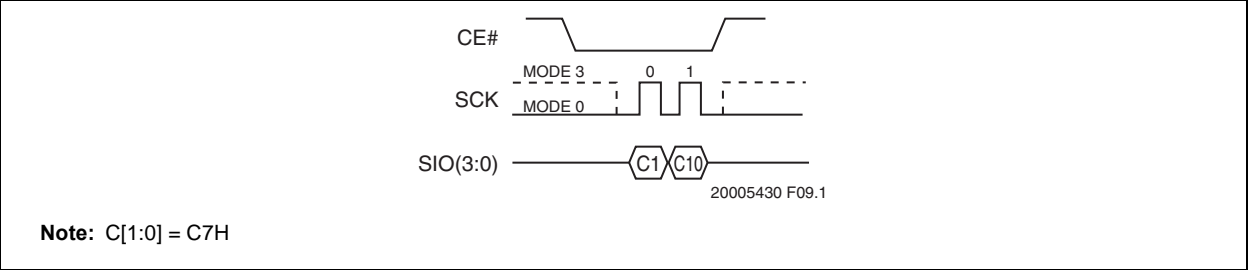 CE#
MODE 3 0 1
SCK
MODE 0
SIO(3:0) C1 C10
20005430 F09.1
Note: C[1:0] = C7H